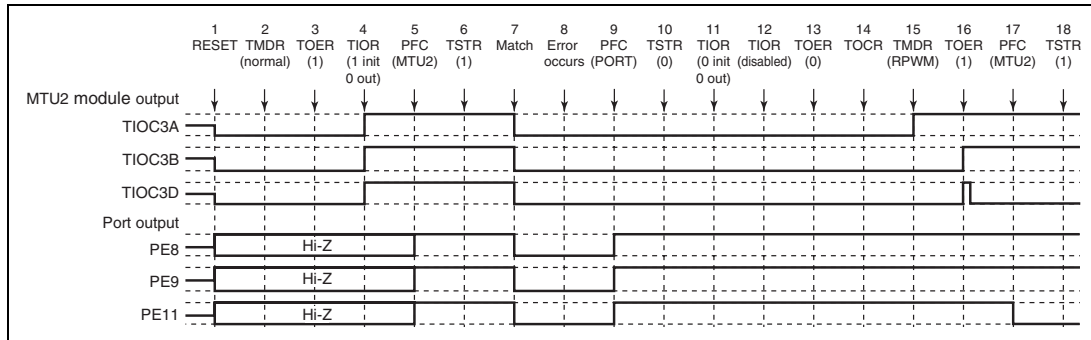 1 2 3 4 5 6 7 8 9 10 11 12 13 14 15 16 17 18
RESET TMDR TOER TIOR PFC TSTR Match Error PFC TSTR TIOR TIOR TOER TOCR TMDR TOER PFC TSTR
(normal) (1) (1 init (MTU2) (1) occurs (PORT) (0) (0 init (disabled) (0) (RPWM) (1) (MTU2) (1)
0 out) 0 out)
MTU2 module output
TIOC3A
TIOC3B
TIOC3D
Port output
PE8 Hi-Z
PE9 Hi-Z
PE11 Hi-Z